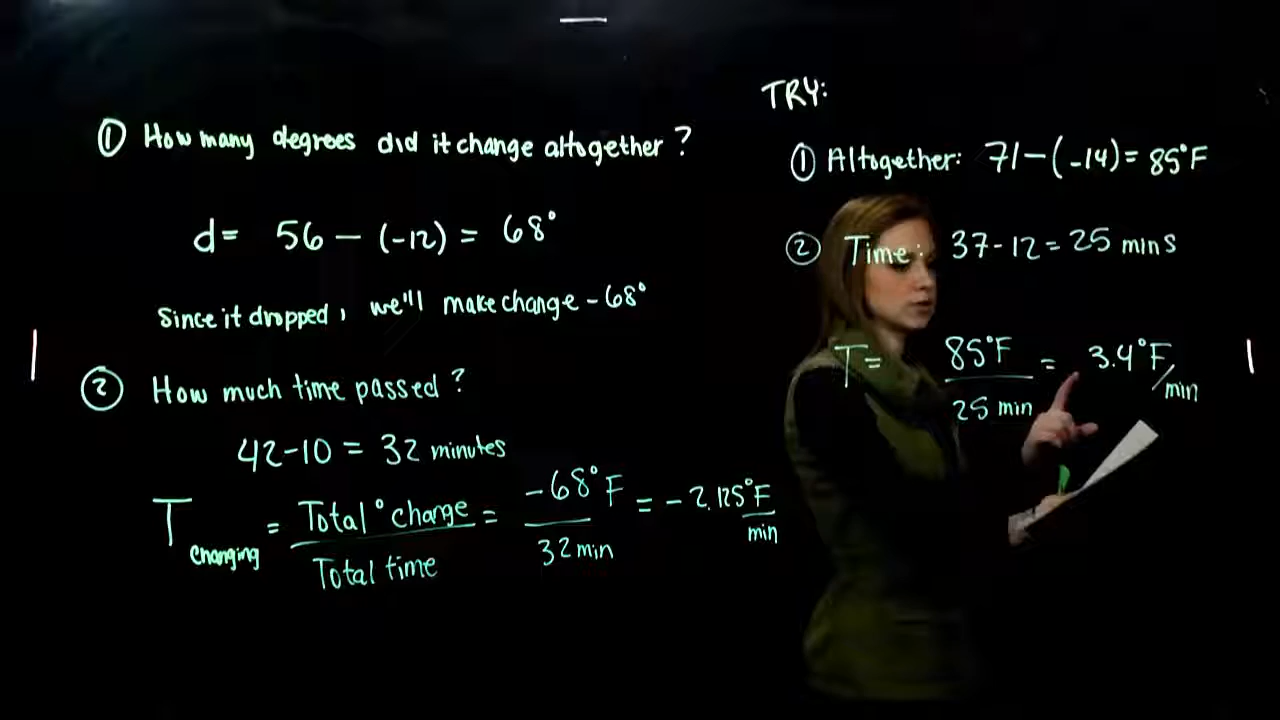 ① How many degrees did it change altogether?
d = 56 - (-12) = 68°
Since it dropped, we'll make change -68°
② How much time passed?
42-10 = 32 minutes
T changing = Total ° change / Total time = -68°F / 32 min = -2.125°F / min
TRY:
① Altogether: 71-(-14) = 85°F
② Time: 37-12 = 25 mins
T = 85°F / 25 min = 3.4°F/min